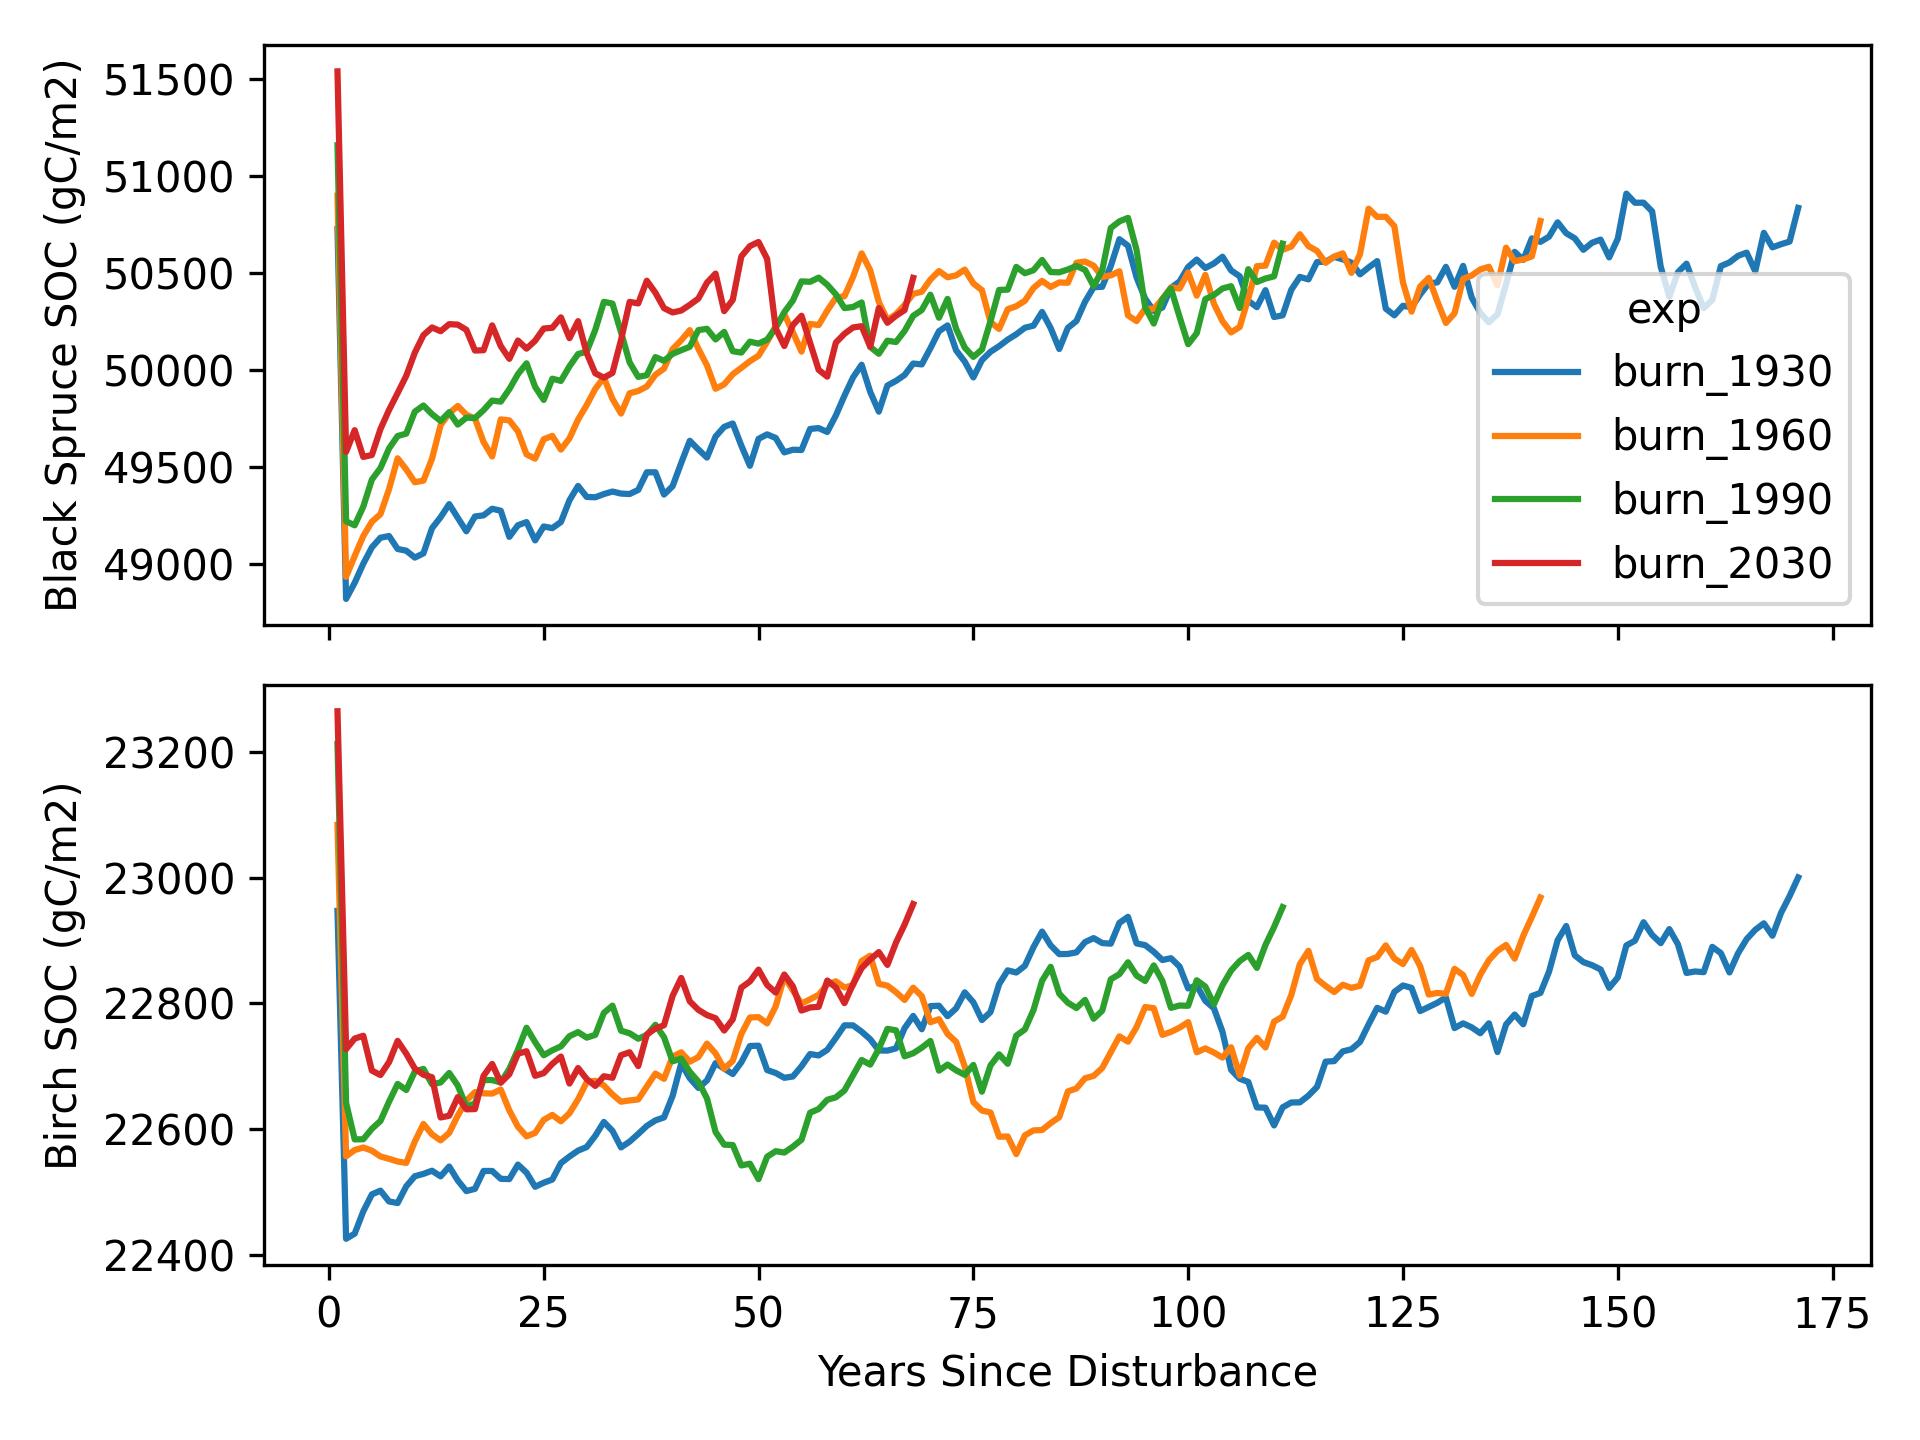 Black Spruce SOC (gC/m2)
51500
51000
50500
50000
49500
49000
exp
burn_1930
burn_1960
burn_1990
burn_2030
Birch SOC (gC/m2)
23200
23000
22800
22600
22400
0 25 50 75 100 125 150 175
Years Since Disturbance